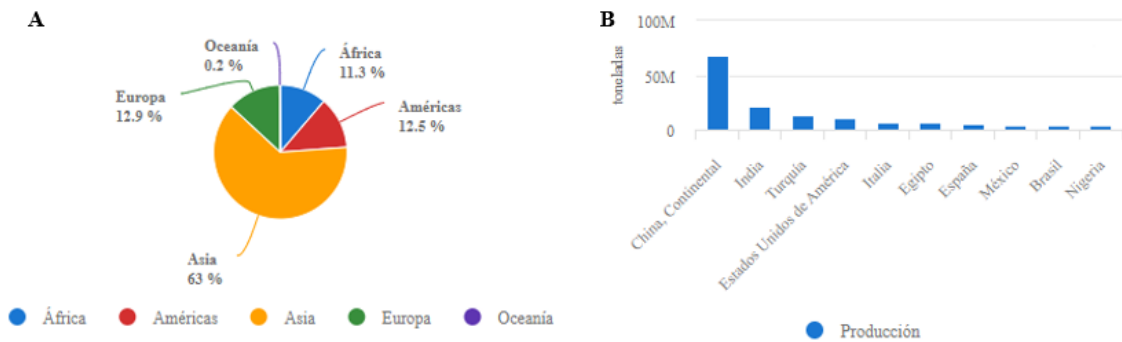 A
Oceanía
0.2 %
África
11.3 %
Europa
12.9 %
Américas
12.5 %
Asia
63 %
África
Américas
Asia
Europa
Oceanía
B
100M
50M
0
toneladas
China, Continental
India
Turquía
Estados Unidos de América
Italia
Egipto
España
México
Brasil
Nigeria
Producción